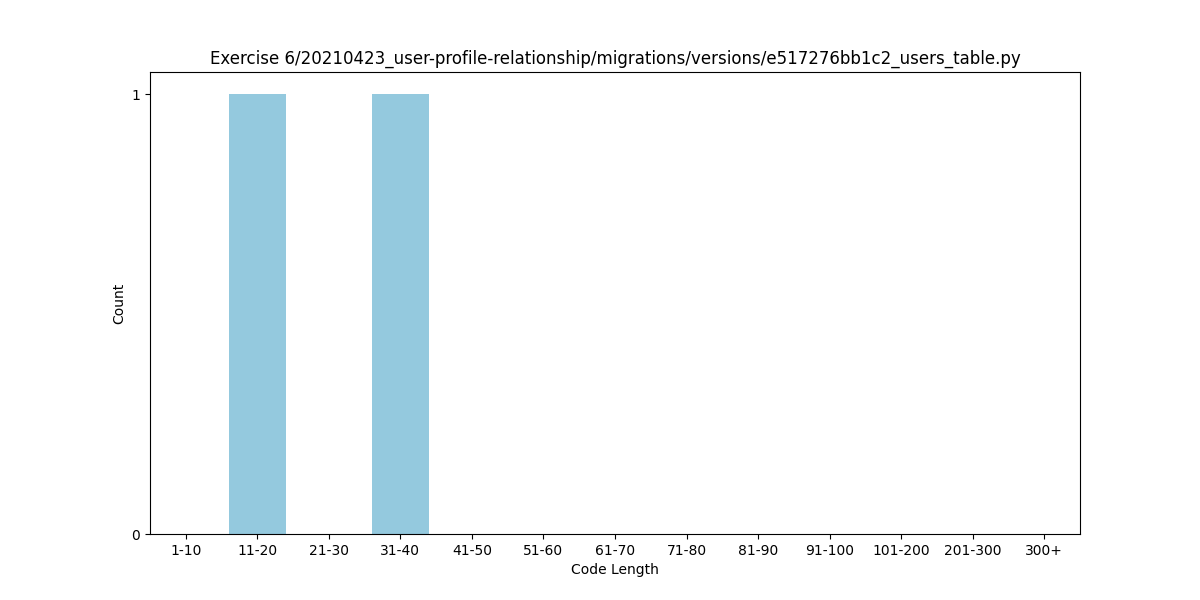 Exercise 6/20210423_user-profile-relationship/migrations/versions/e517276bb1c2_users_table.py
1
Count
0
1-10 11-20 21-30 31-40 41-50 51-60 61-70 71-80 81-90 91-100 101-200 201-300 300+
Code Length